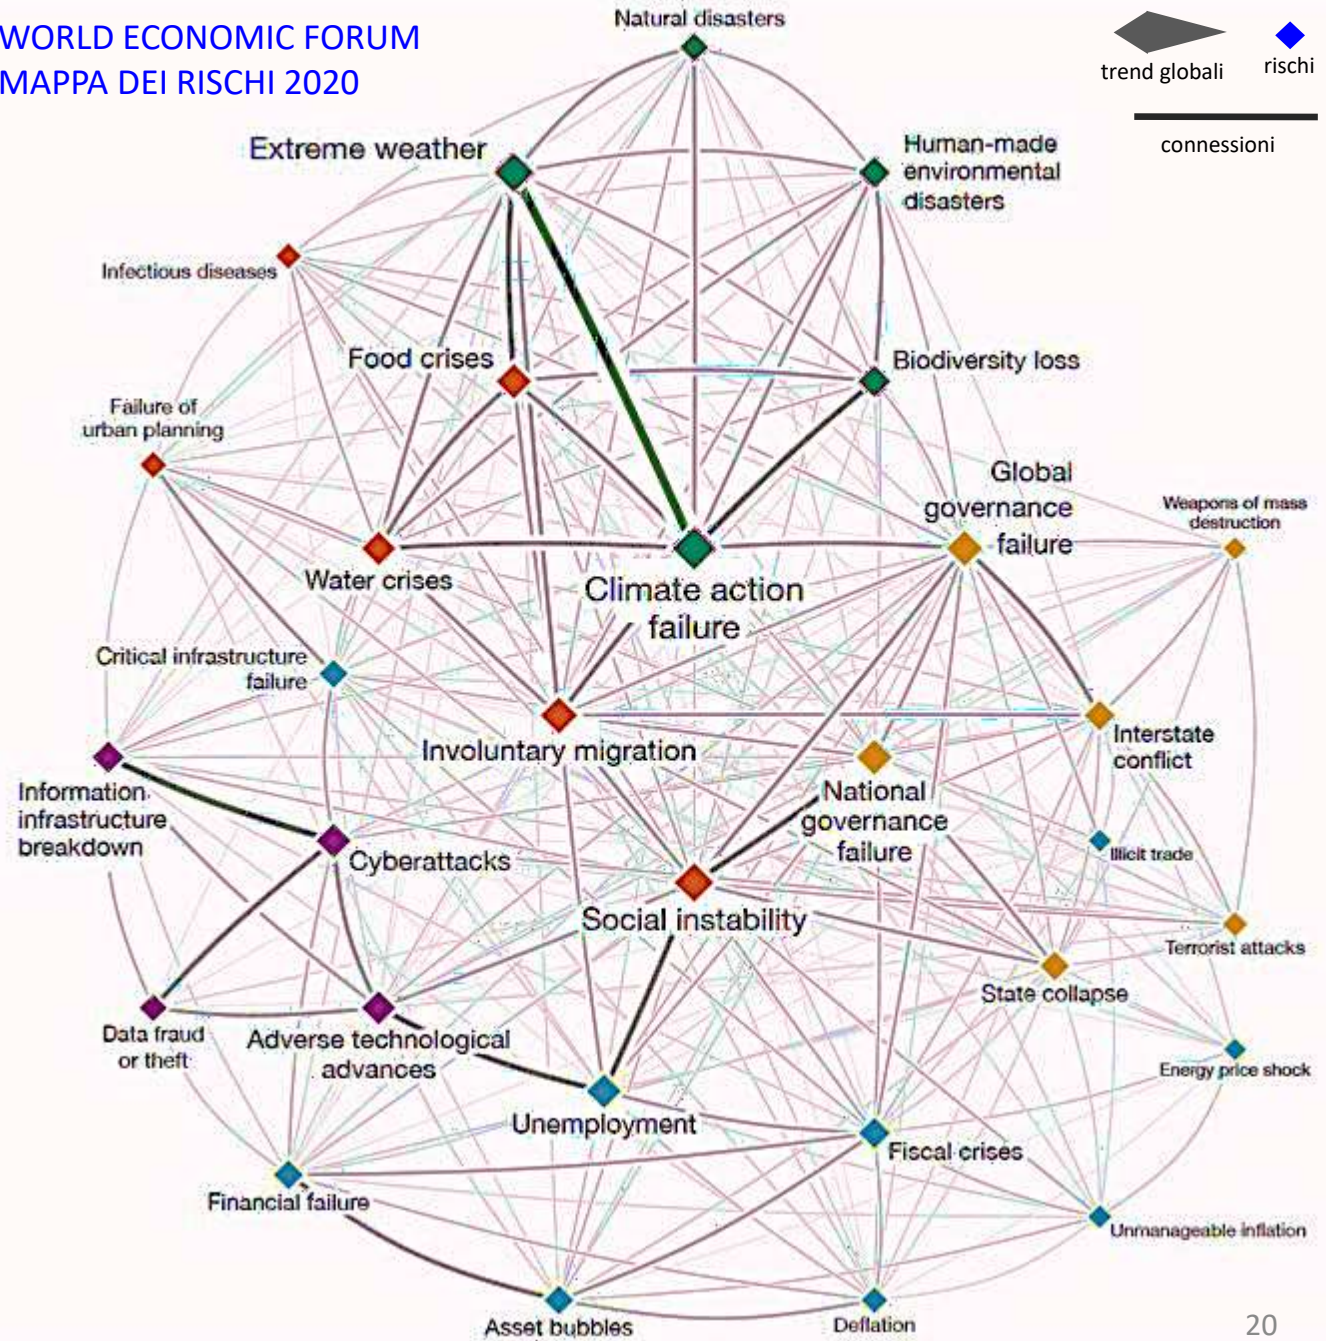 WORLD ECONOMIC FORUM
MAPPA DEI RISCHI 2020
trend globali
rischi
connessioni
Natural disasters
Extreme weather
Human-made
environmental
disasters
Infectious diseases
Food crises
Biodiversity loss
Failure of
urban planning
Global
governance
failure
Weapons of mass
destruction
Water crises
Climate action
failure
Critical infrastructure
failure
Involuntary migration
Interstate
conflict
Information
infrastructure
breakdown
National
governance
failure
Cyberattacks
Illicit trade
Social instability
Terrorist attacks
State collapse
Data fraud
or theft
Adverse technological
advances
Energy price shock
Unemployment
Fiscal crises
Financial failure
Unmanageable inflation
Asset bubbles
Deflation
20